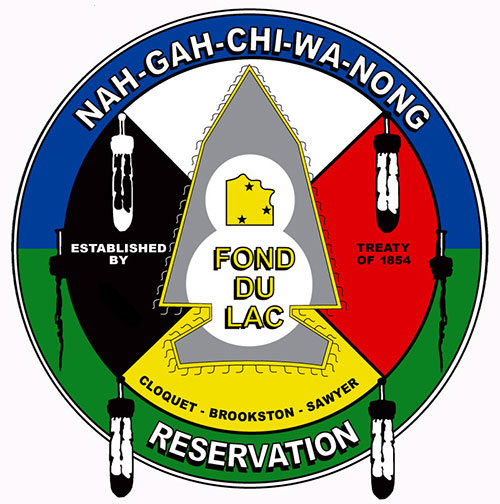 NAH-GAH-CHI-WA-NONG
ESTABLISHED
BY
TREATY
OF 1854
FOND
DU
LAC
CLOQUET - BROOKSTON - SAWYER
RESERVATION